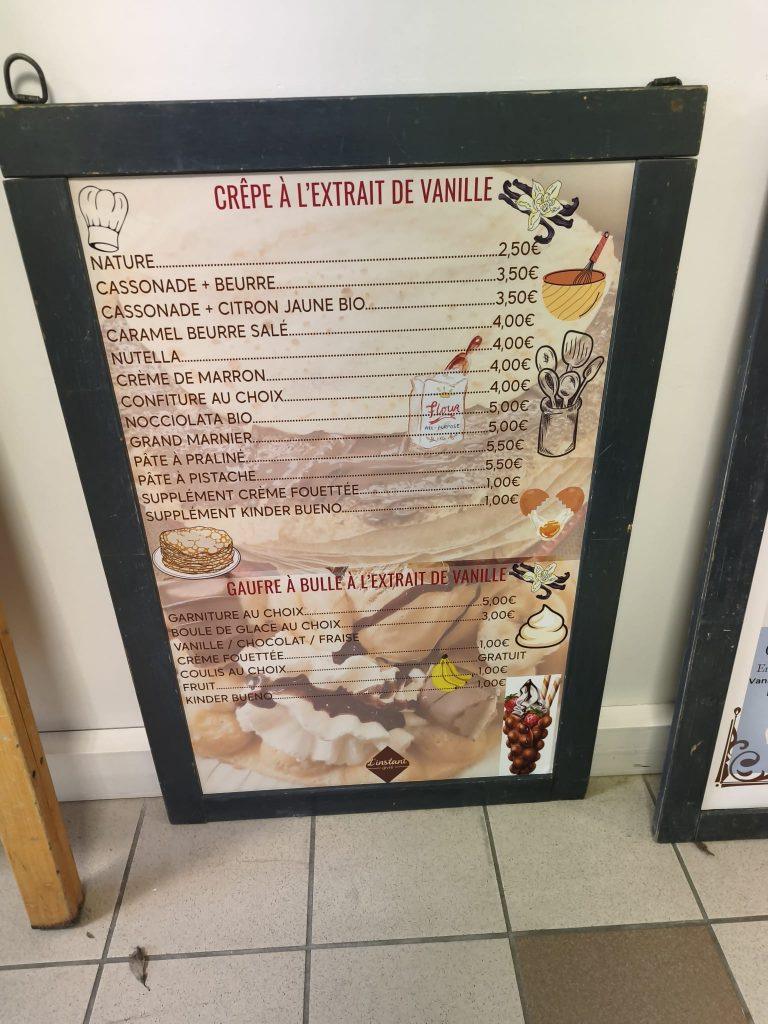 CRÊPE À L'EXTRAIT DE VANILLE
NATURE 2,50€
CASSONADE + BEURRE 3,50€
CASSONADE + CITRON JAUNE BIO 3,50€
CARAMEL BEURRE SALÉ 4,00€
NUTELLA 4,00€
CRÈME DE MARRON 4,00€
CONFITURE AU CHOIX 4,00€
NOCCIOLATA BIO 5,00€
GRAND MARNIER 5,00€
PÂTE À PRALINÉ 5,50€
PÂTE À PISTACHE 5,50€
SUPPLÉMENT CRÈME FOUETTÉE 1,00€
SUPPLÉMENT KINDER BUENO 1,00€
flour
ALL-PURPOSE
GAUFRE À BULLE À L'EXTRAIT DE VANILLE
GARNITURE AU CHOIX 5,00€
BOULE DE GLACE AU CHOIX 3,00€
VANILLE / CHOCOLAT / FRAISE
CRÈME FOUETTÉE 1,00€
COULIS AU CHOIX GRATUIT
FRUIT 1,00€
KINDER BUENO 1,00€
L'instant